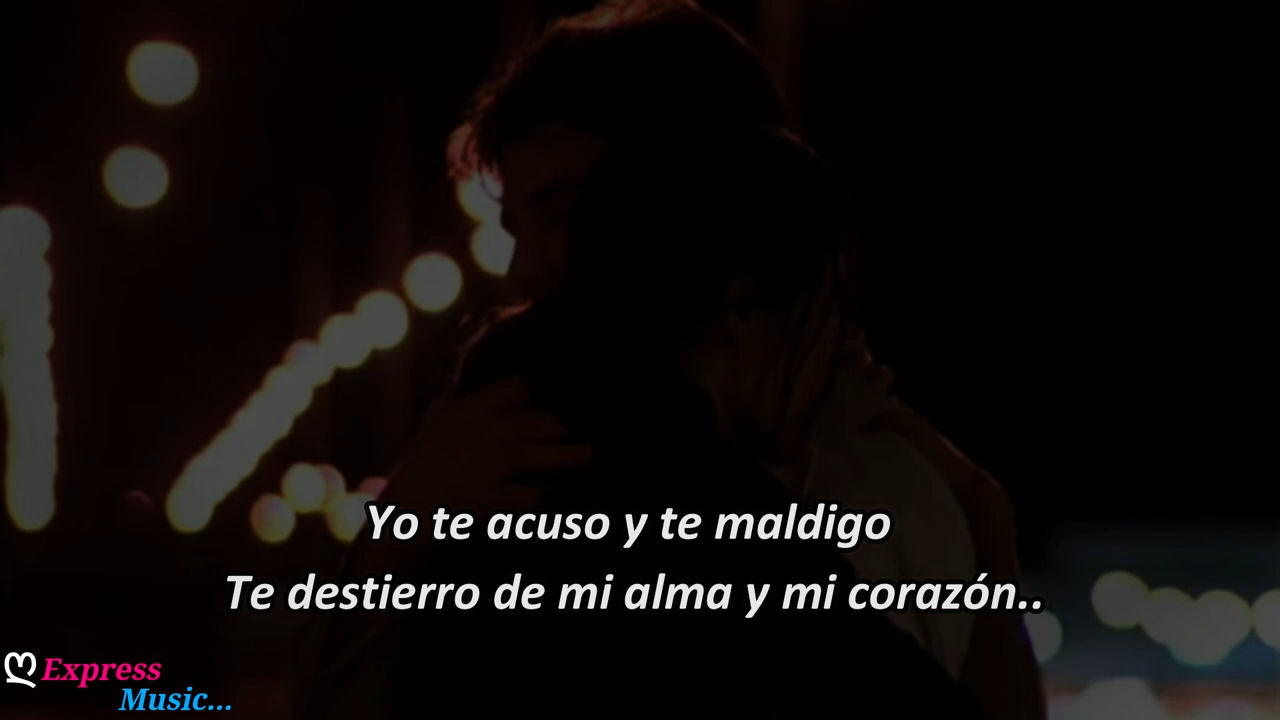 Yo te acuso y te maldigo
Te destierro de mi alma y mi corazón..
Express
Music...